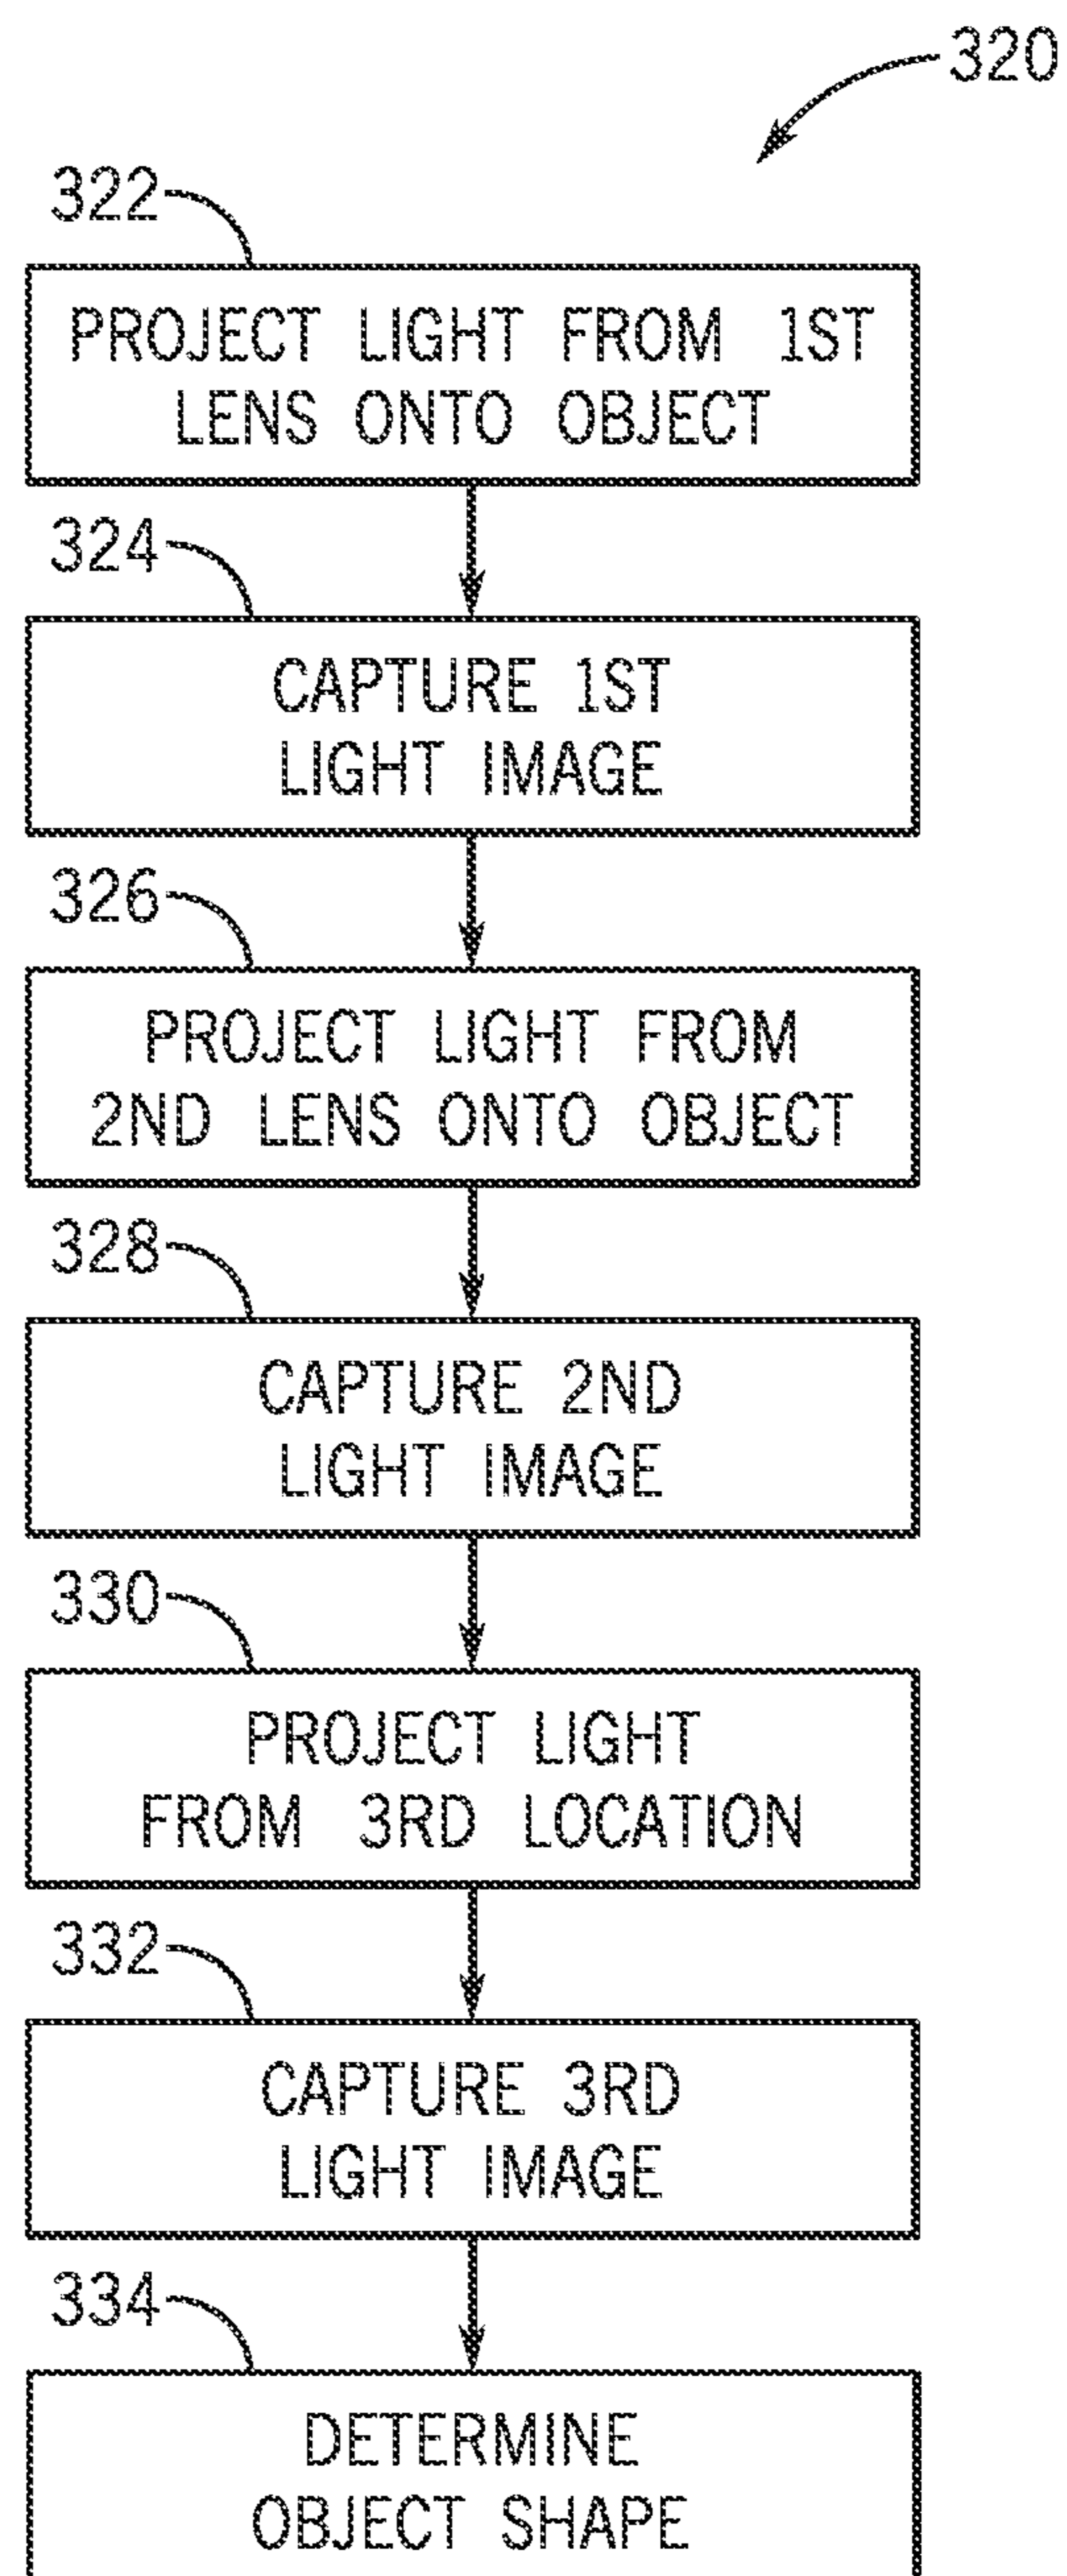 320
322
PROJECT LIGHT FROM 1ST
LENS ONTO OBJECT
324
CAPTURE 1ST
LIGHT IMAGE
326
PROJECT LIGHT FROM
2ND LENS ONTO OBJECT
328
CAPTURE 2ND
LIGHT IMAGE
330
PROJECT LIGHT
FROM 3RD LOCATION
332
CAPTURE 3RD
LIGHT IMAGE
334
DETERMINE
OBJECT SHAPE